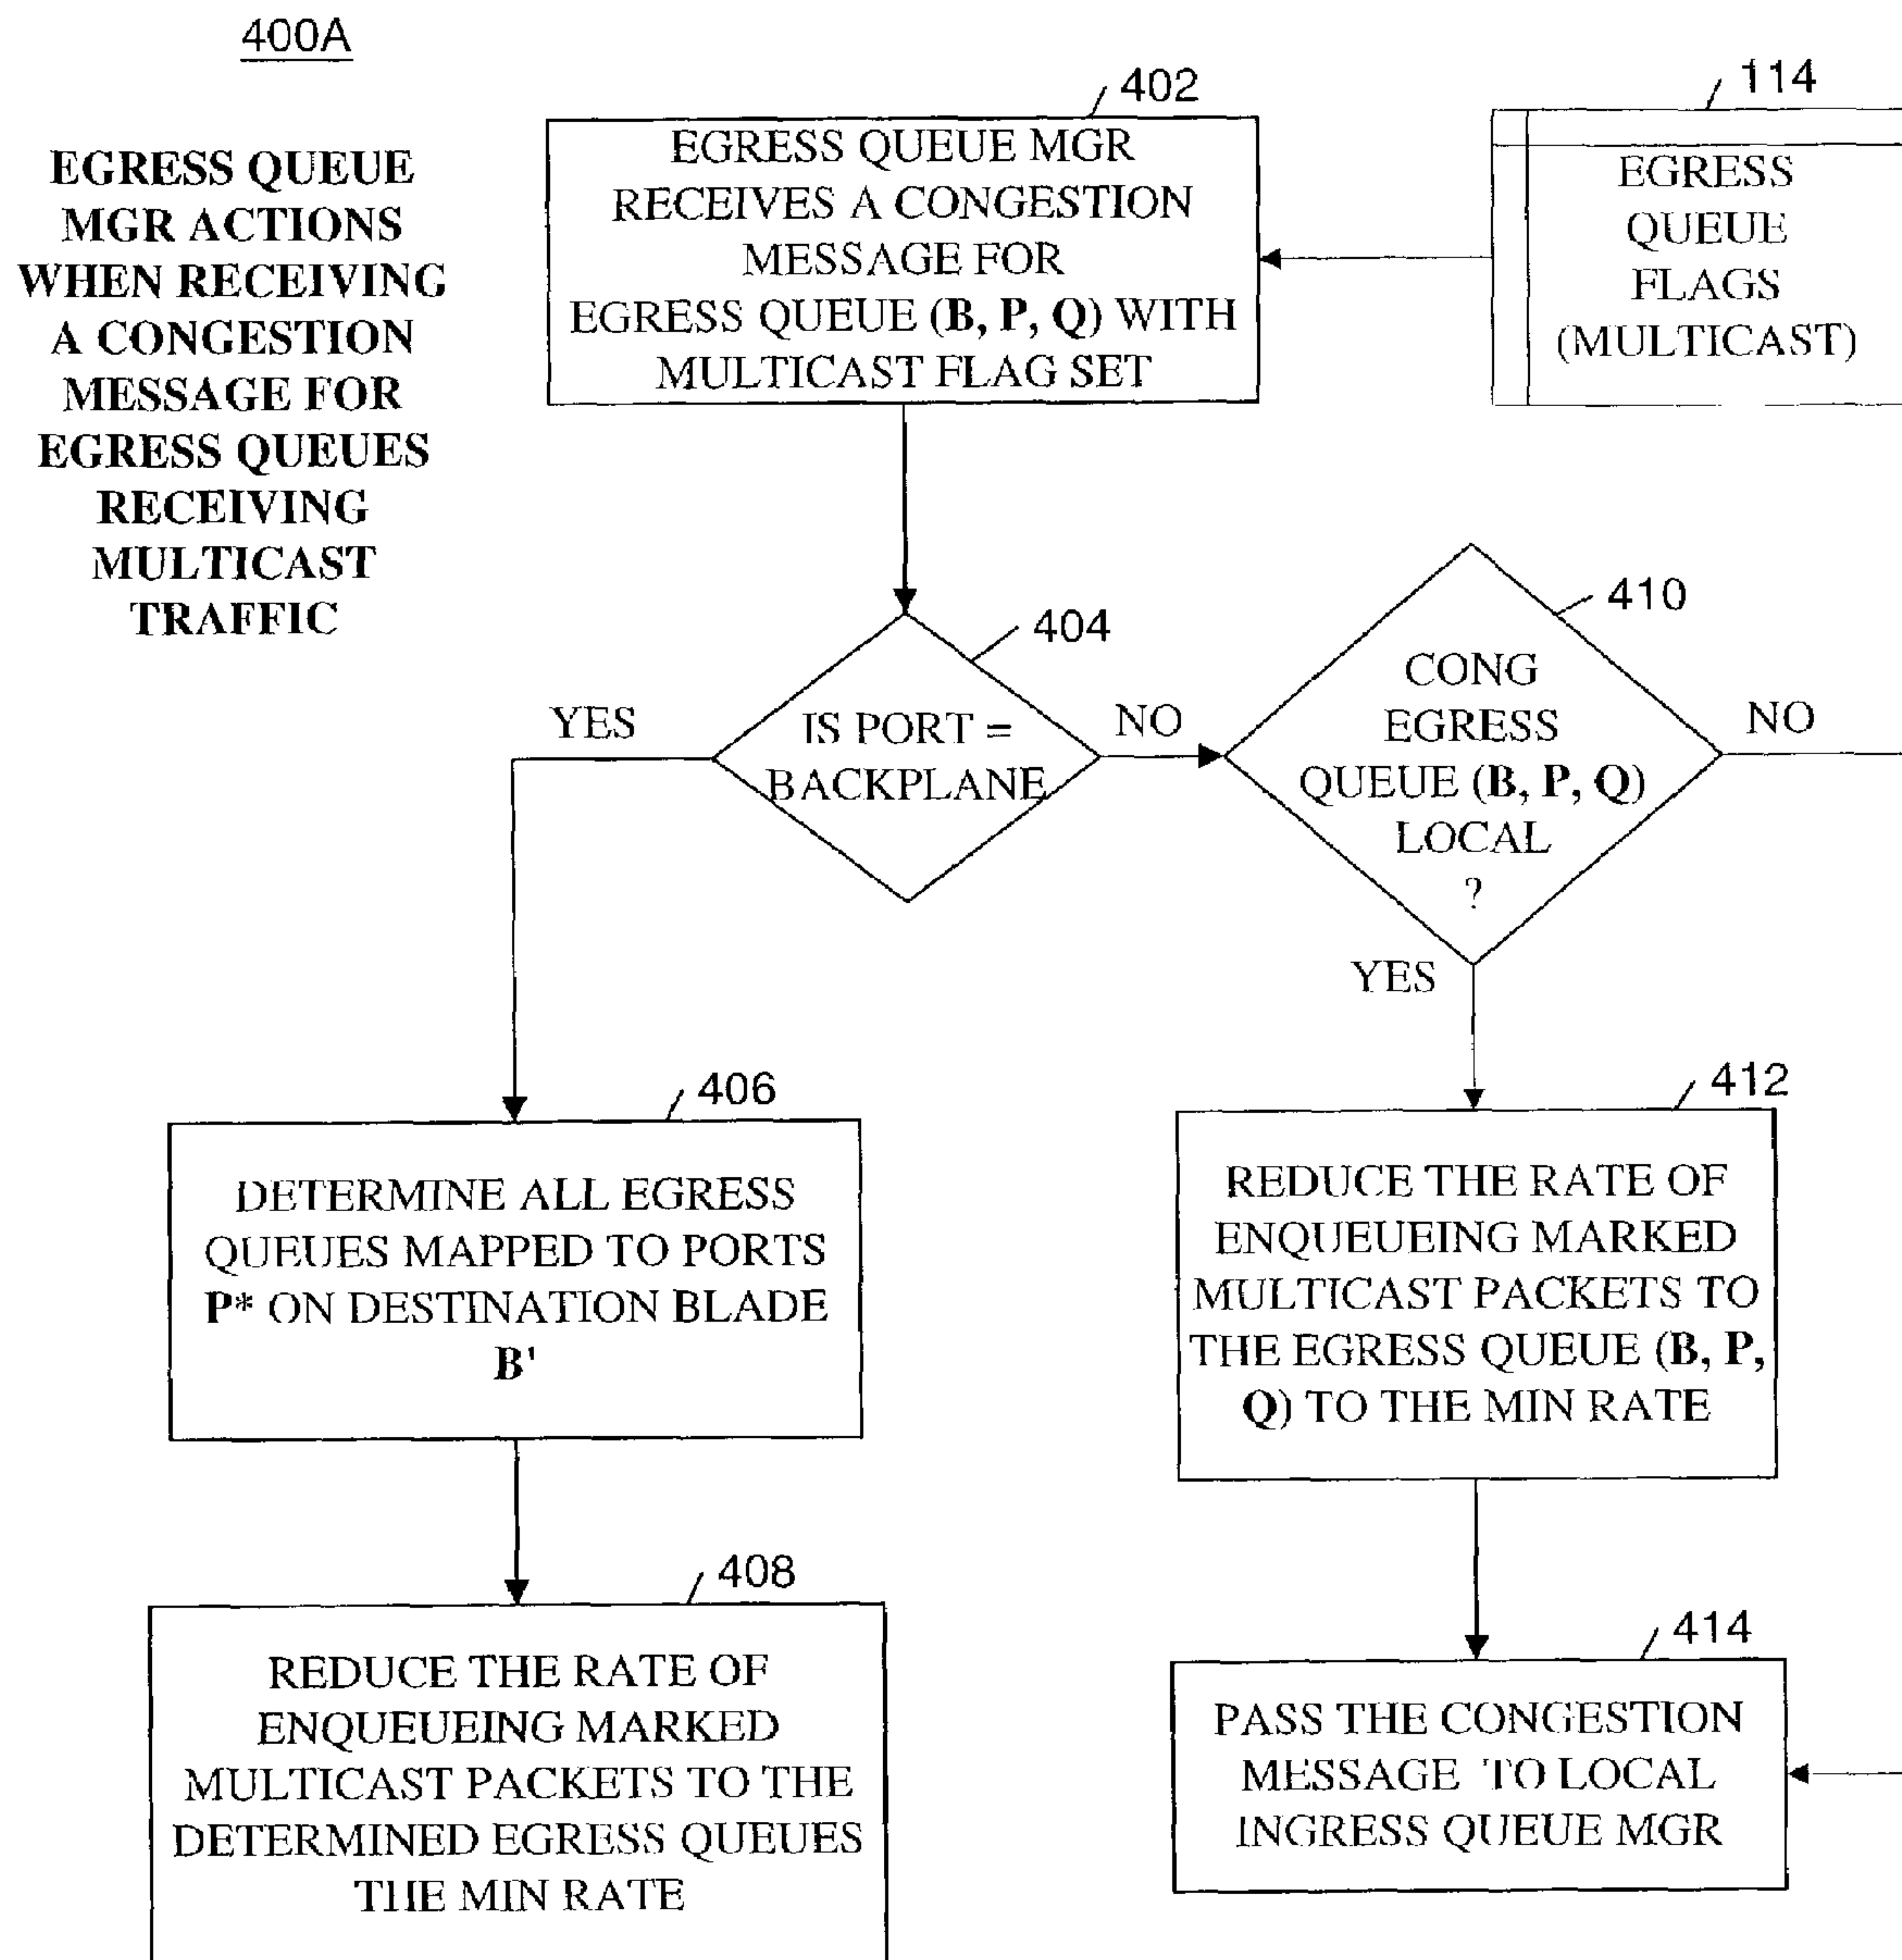 400A
EGRESS QUEUE
MGR ACTIONS
WHEN RECEIVING
A CONGESTION
MESSAGE FOR
EGRESS QUEUES
RECEIVING
MULTICAST
TRAFFIC
402
EGRESS QUEUE MGR
RECEIVES A CONGESTION
MESSAGE FOR
EGRESS QUEUE (B, P, Q) WITH
MULTICAST FLAG SET
114
EGRESS
QUEUE
FLAGS
(MULTICAST)
404
IS PORT =
BACKPLANE
YES
NO
410
CONG
EGRESS
QUEUE (B, P, Q)
LOCAL
?
NO
YES
406
DETERMINE ALL EGRESS
QUEUES MAPPED TO PORTS
P* ON DESTINATION BLADE
B'
412
REDUCE THE RATE OF
ENQUEUEING MARKED
MULTICAST PACKETS TO
THE EGRESS QUEUE (B, P,
Q) TO THE MIN RATE
408
REDUCE THE RATE OF
ENQUEUEING MARKED
MULTICAST PACKETS TO THE
DETERMINED EGRESS QUEUES
THE MIN RATE
414
PASS THE CONGESTION
MESSAGE TO LOCAL
INGRESS QUEUE MGR